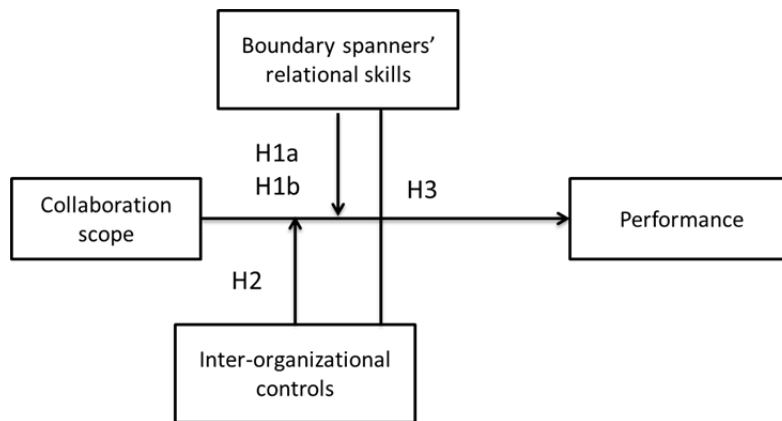 Boundary spanners’
relational skills
H1a
H1b
H3
Collaboration
scope
Performance
H2
Inter-organizational
controls